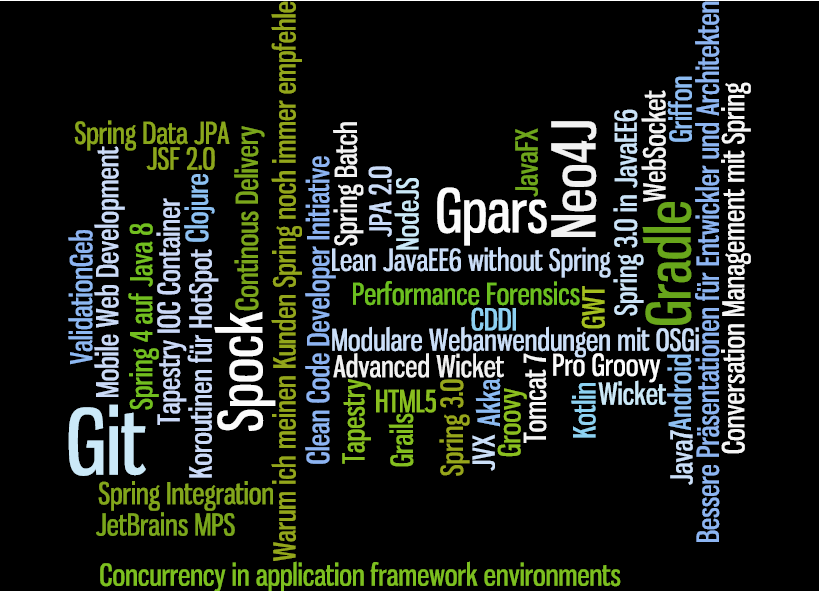 Warum ich meinen Kunden Spring noch immer empfehle
Bessere Präsentationen für Entwickler und Architekten
Spring Data JPA
JSF 2.0
Continous Delivery
Mobile Web Development
ValidationGeb
Spring 4 auf Java 8
Tapestry IOC Container
Clojure
Koroutinen für HotSpot
Spock
Git
Spring Integration
JetBrains MPS
Clean Code Developer Initiative
Spring Batch
JPA 2.0
NodeJS
Gpars
JavaFX
Neo4J
Spring 3.0 in JavaEE6
WebSocket
Griffon
Gradle
Conversation Management mit Spring
Lean JavaEE6 without Spring
Performance Forensics
GWT
CDDI
Modulare Webanwendungen mit OSGi
Advanced Wicket
Tomcat 7
Pro Groovy
Tapestry
HTML5
Grails
Spring 3.0
JVX
Akka
Groovy
Kotlin
Wicket
Java7
Android
Concurrency in application framework environments